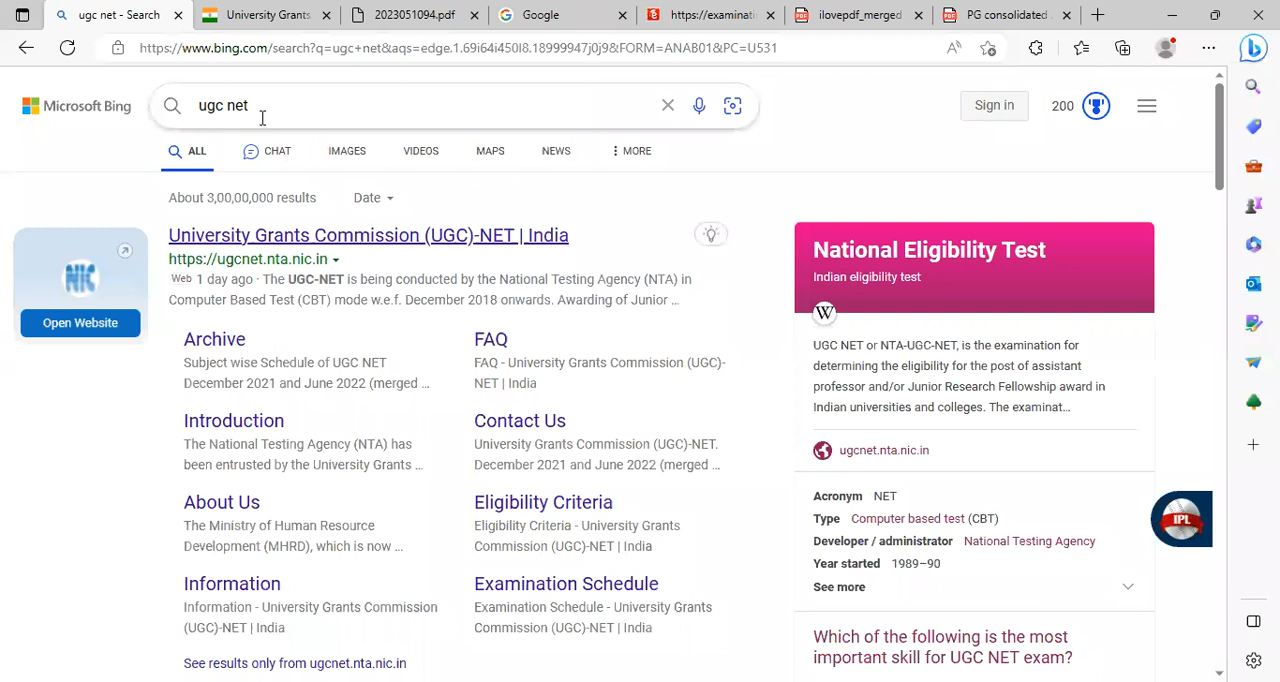 ugc net - Search
University Grants
2023051094.pdf
Google
https://examinati
ilovepdf_merged
PG consolidated
https://www.bing.com/search?q=ugc+net&aqs=edge.1.69i64i450l8.18999947j0j9&FORM=ANAB01&PC=U531
Microsoft Bing
ugc net
Sign in
200
ALL
CHAT
IMAGES
VIDEOS
MAPS
NEWS
MORE
About 3,00,00,000 results
Date
NIC
Open Website
University Grants Commission (UGC)-NET | India
https://ugcnet.nta.nic.in
Web 1 day ago · The UGC-NET is being conducted by the National Testing Agency (NTA) in
Computer Based Test (CBT) mode w.e.f. December 2018 onwards. Awarding of Junior ...
Archive
Subject wise Schedule of UGC NET
December 2021 and June 2022 (merged ...
FAQ
FAQ - University Grants Commission (UGC)-
NET | India
Introduction
The National Testing Agency (NTA) has
been entrusted by the University Grants ...
Contact Us
University Grants Commission (UGC)-NET.
December 2021 and June 2022 (merged ...
About Us
The Ministry of Human Resource
Development (MHRD), which is now ...
Eligibility Criteria
Eligibility Criteria - University Grants
Commission (UGC)-NET | India
Information
Information - University Grants Commission
(UGC)-NET | India
Examination Schedule
Examination Schedule - University Grants
Commission (UGC)-NET | India
See results only from ugcnet.nta.nic.in
National Eligibility Test
Indian eligibility test
W
UGC NET or NTA-UGC-NET, is the examination for
determining the eligibility for the post of assistant
professor and/or Junior Research Fellowship award in
Indian universities and colleges. The examinat...
ugcnet.nta.nic.in
Acronym NET
Type Computer based test (CBT)
Developer / administrator National Testing Agency
Year started 1989–90
See more
Which of the following is the most
important skill for UGC NET exam?
IPL